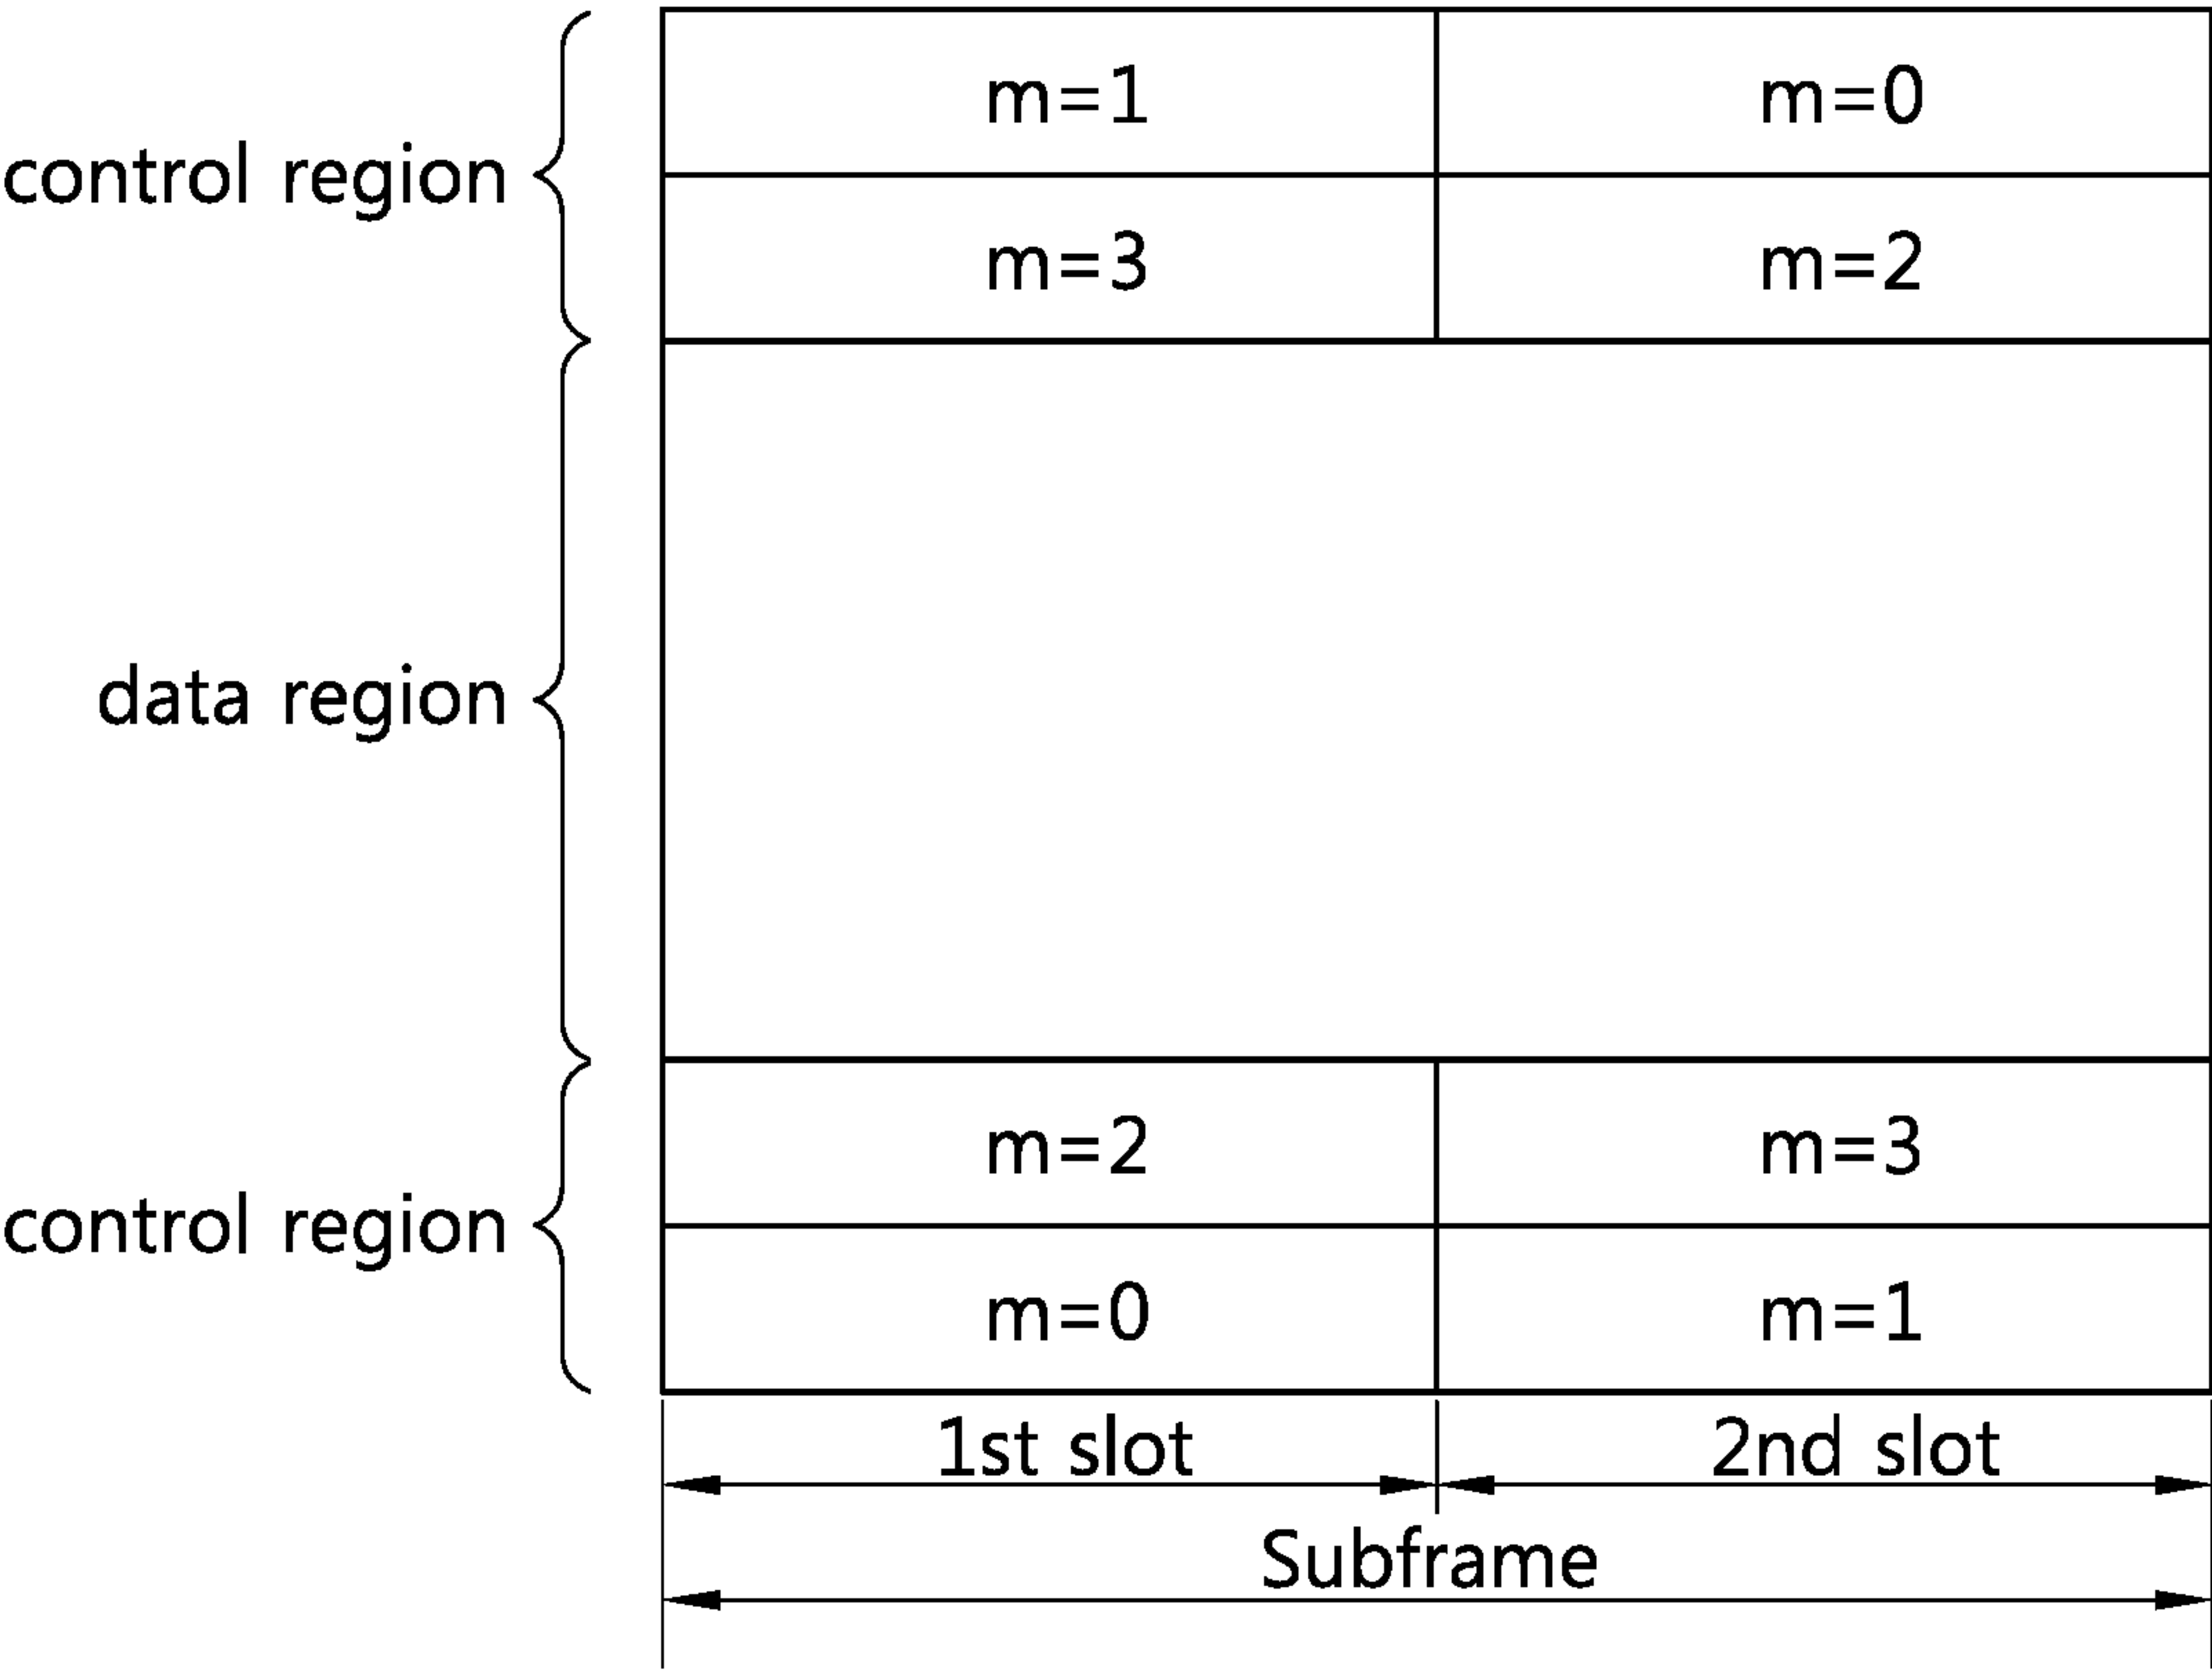 m=1 m=0
control region
m=3 m=2
data region
m=2 m=3
control region
m=0 m=1
1st slot 2nd slot
Subframe